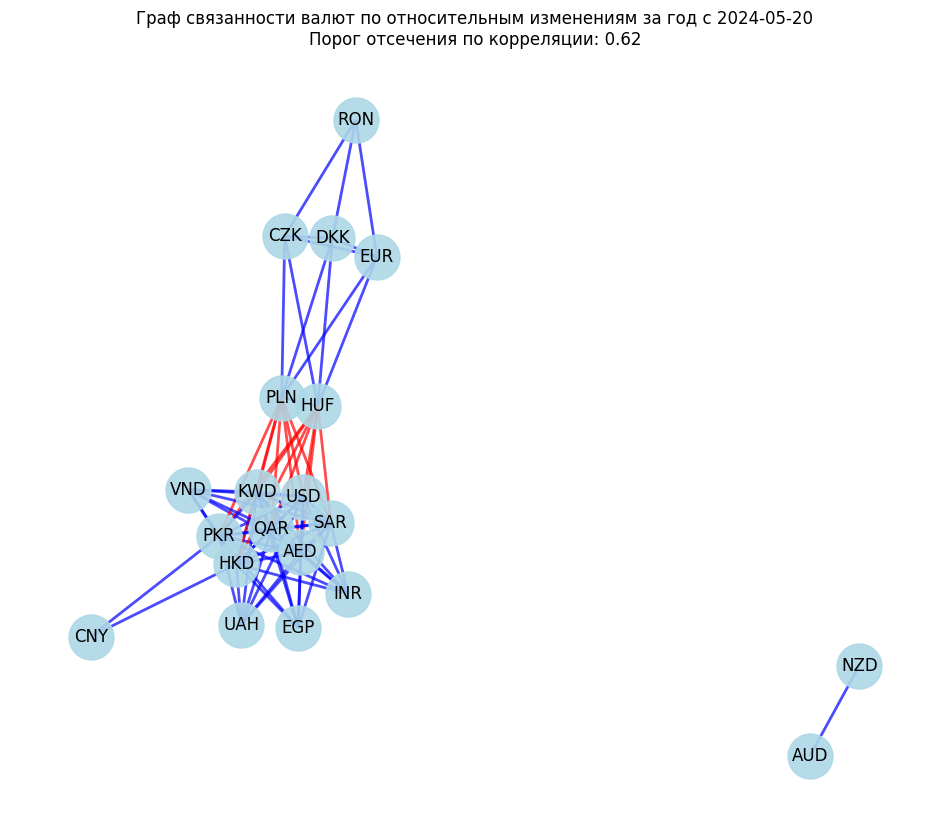 Граф связанности валют по относительным изменениям за год с 2024-05-20
Порог отсечения по корреляции: 0.62
RON
CZK
DKK
EUR
PLN
HUF
VND
KWD
USD
PKR
QAR
SAR
HKD
AED
INR
UAH
EGP
CNY
NZD
AUD